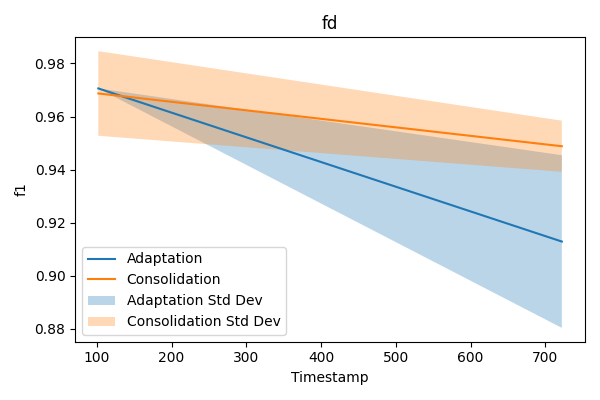 fd
f1
0.98
0.96
0.94
0.92
0.90
0.88
Adaptation
Consolidation
Adaptation Std Dev
Consolidation Std Dev
100 200 300 400 500 600 700
Timestamp